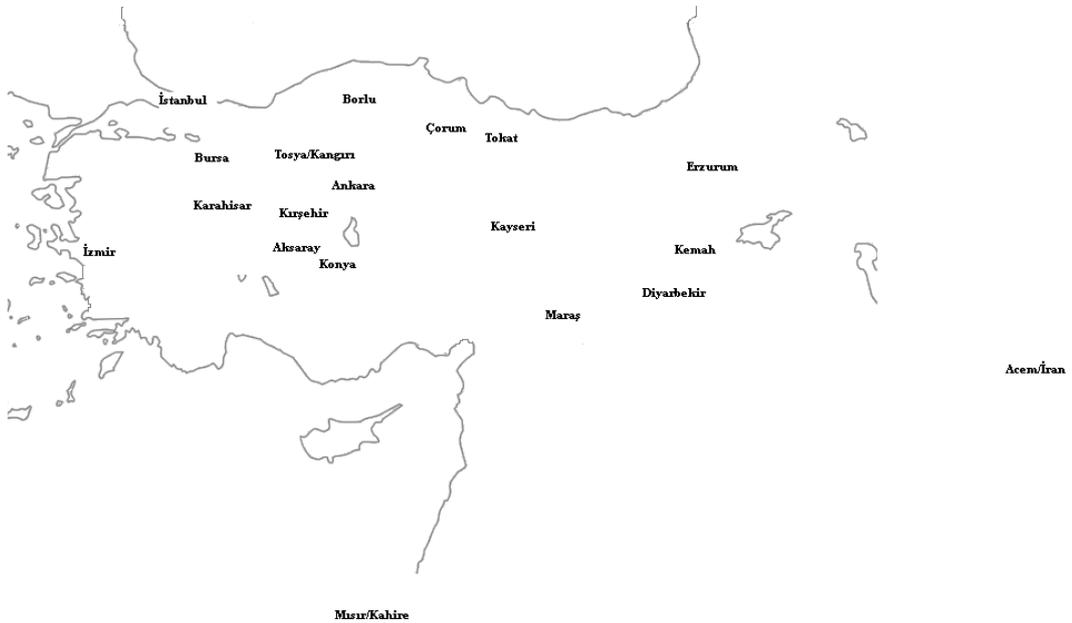 İstanbul
Borlu
Çorum
Tokat
Bursa
Tosya/Kangırı
Erzurum
Ankara
Karahisar
Kırşehir
Kayseri
İzmir
Aksaray
Kemah
Konya
Diyarbekir
Maraş
Acem/İran
Mısır/Kahire